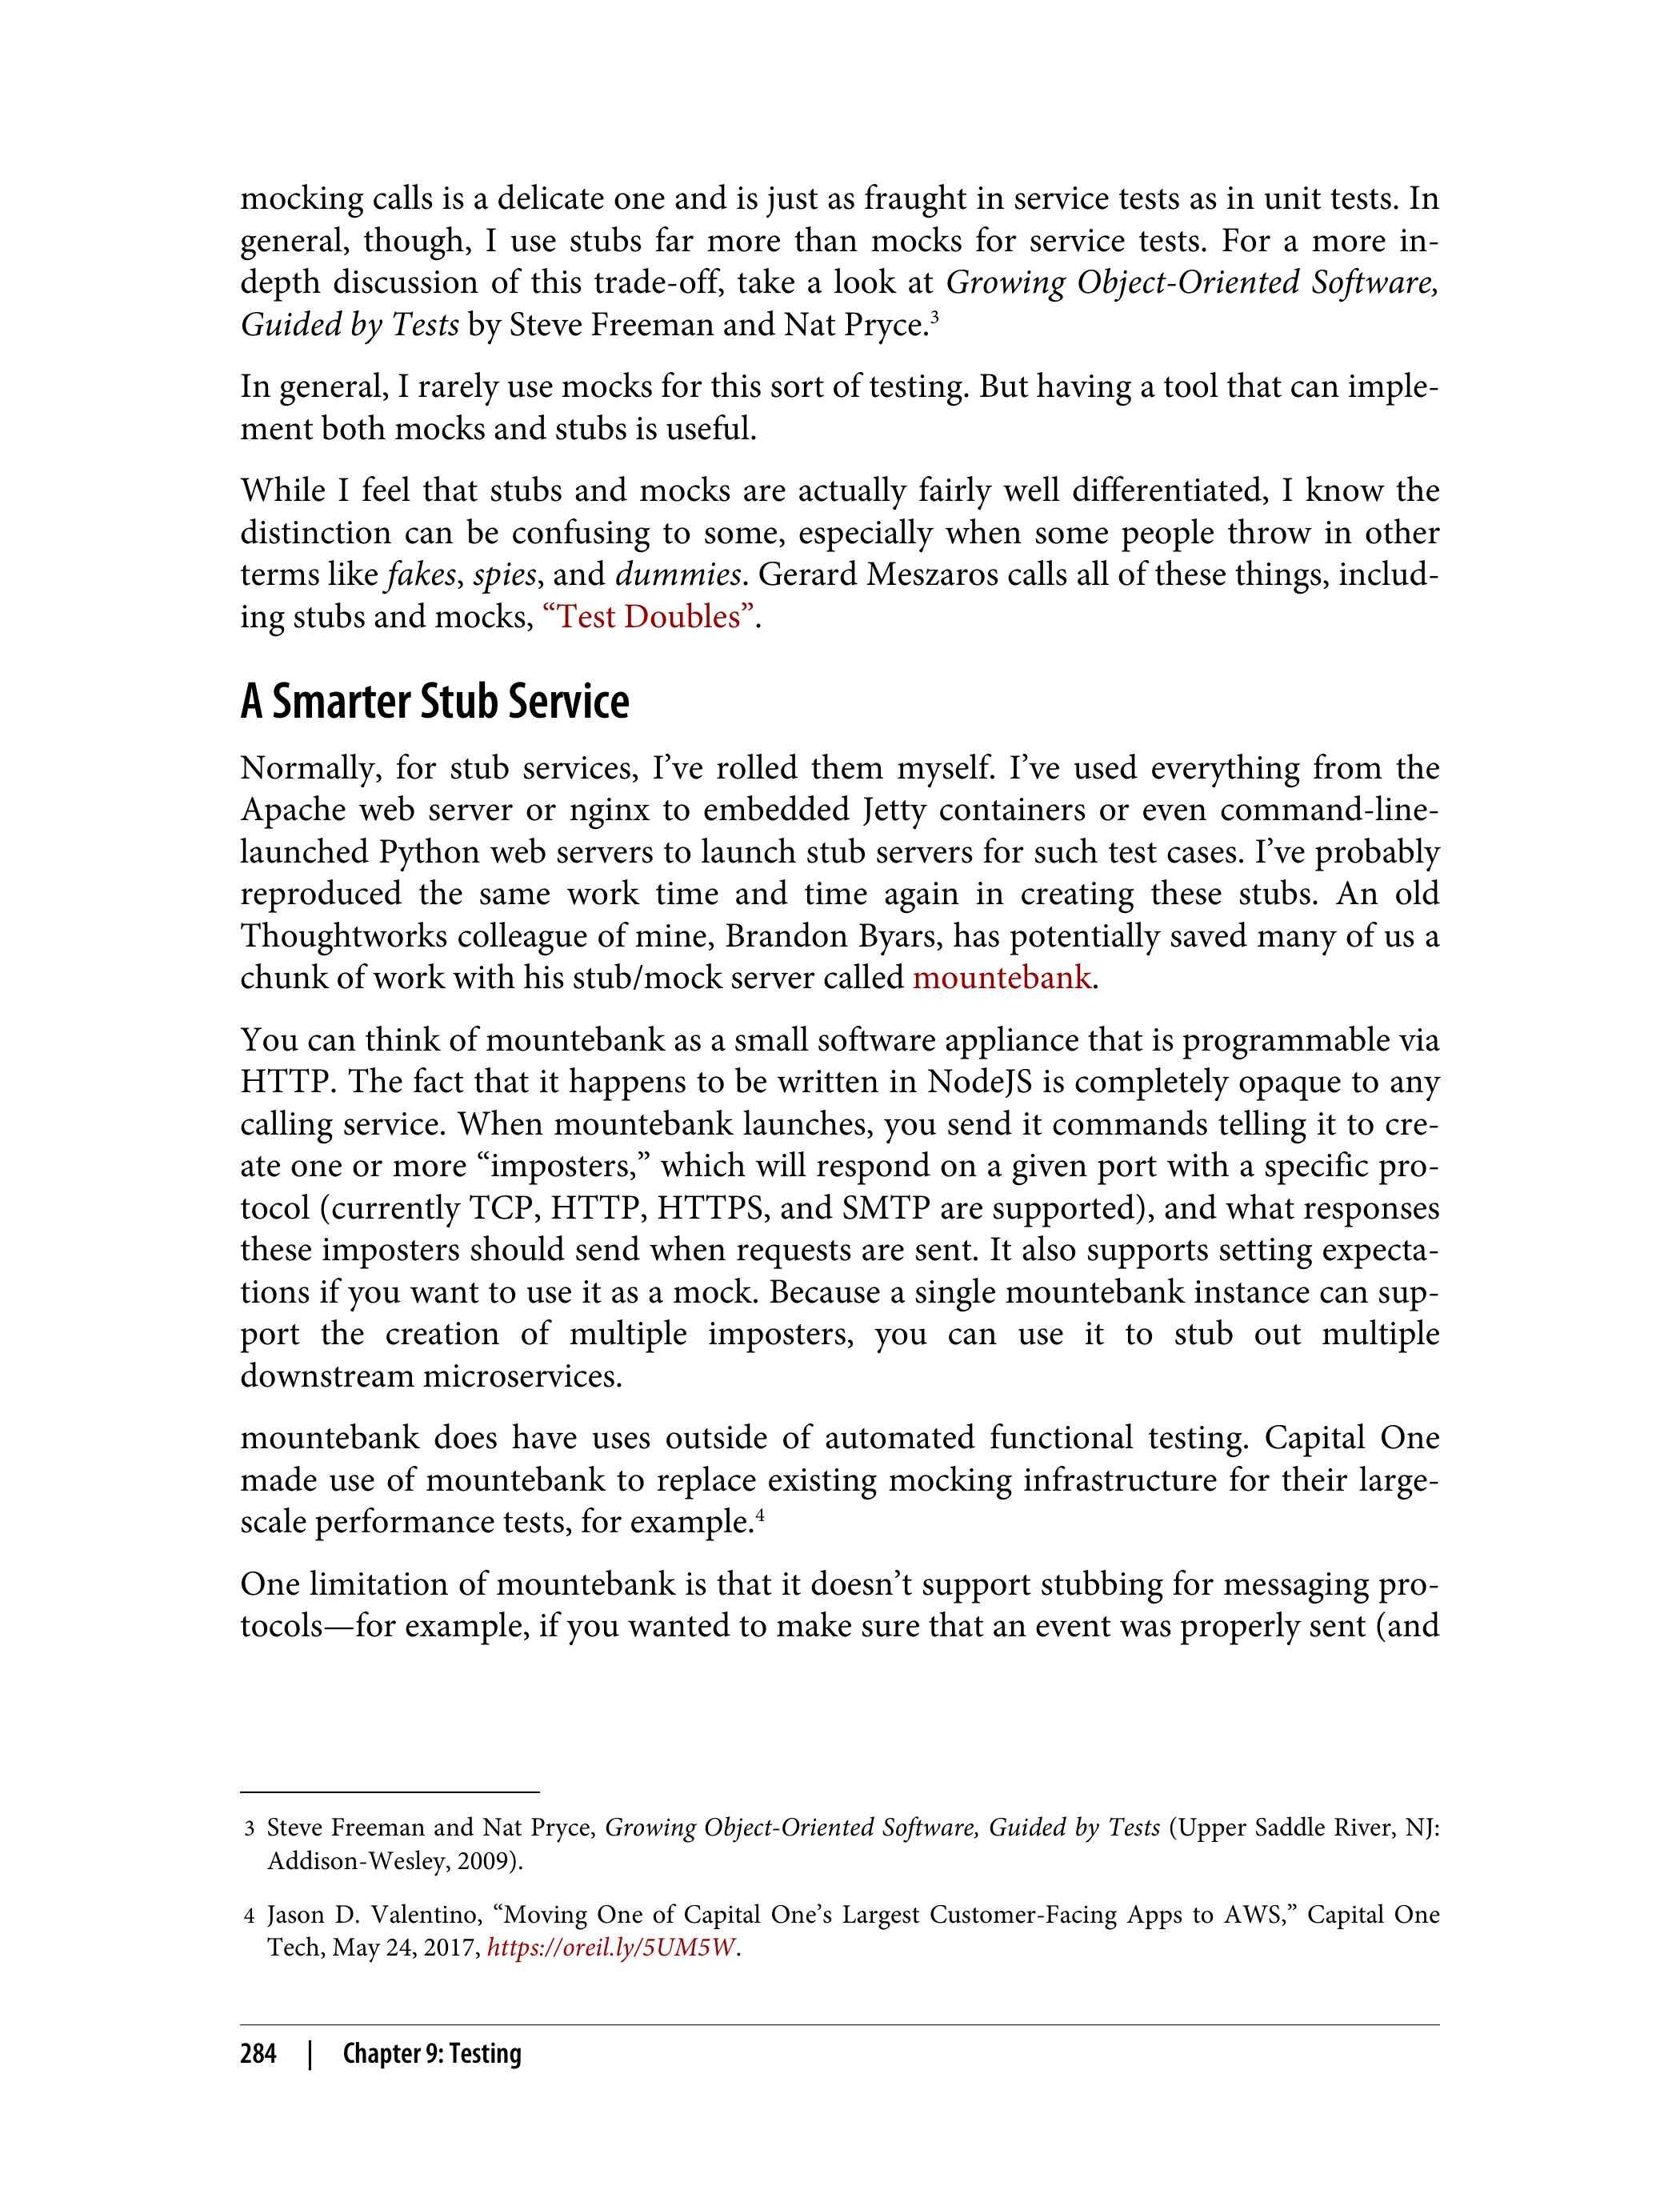 mocking calls is a delicate one and is just as fraught in service tests as in unit tests. In
general, though, I use stubs far more than mocks for service tests. For a more in-
depth discussion of this trade-off, take a look at Growing Object-Oriented Software,
Guided by Tests by Steve Freeman and Nat Pryce.3
In general, I rarely use mocks for this sort of testing. But having a tool that can imple-
ment both mocks and stubs is useful.
While I feel that stubs and mocks are actually fairly well differentiated, I know the
distinction can be confusing to some, especially when some people throw in other
terms like fakes, spies, and dummies. Gerard Meszaros calls all of these things, includ-
ing stubs and mocks, “Test Doubles”.
A Smarter Stub Service
Normally, for stub services, I’ve rolled them myself. I’ve used everything from the
Apache web server or nginx to embedded Jetty containers or even command-line-
launched Python web servers to launch stub servers for such test cases. I’ve probably
reproduced the same work time and time again in creating these stubs. An old
Thoughtworks colleague of mine, Brandon Byars, has potentially saved many of us a
chunk of work with his stub/mock server called mountebank.
You can think of mountebank as a small software appliance that is programmable via
HTTP. The fact that it happens to be written in NodeJS is completely opaque to any
calling service. When mountebank launches, you send it commands telling it to cre-
ate one or more “imposters,” which will respond on a given port with a specific pro-
tocol (currently TCP, HTTP, HTTPS, and SMTP are supported), and what responses
these imposters should send when requests are sent. It also supports setting expecta-
tions if you want to use it as a mock. Because a single mountebank instance can sup-
port the creation of multiple imposters, you can use it to stub out multiple
downstream microservices.
mountebank does have uses outside of automated functional testing. Capital One
made use of mountebank to replace existing mocking infrastructure for their large-
scale performance tests, for example.4
One limitation of mountebank is that it doesn’t support stubbing for messaging pro-
tocols—for example, if you wanted to make sure that an event was properly sent (and
3 Steve Freeman and Nat Pryce, Growing Object-Oriented Software, Guided by Tests (Upper Saddle River, NJ:
Addison-Wesley, 2009).
4 Jason D. Valentino, “Moving One of Capital One’s Largest Customer-Facing Apps to AWS,” Capital One
Tech, May 24, 2017, https://oreil.ly/5UM5W.
284 | Chapter 9: Testing